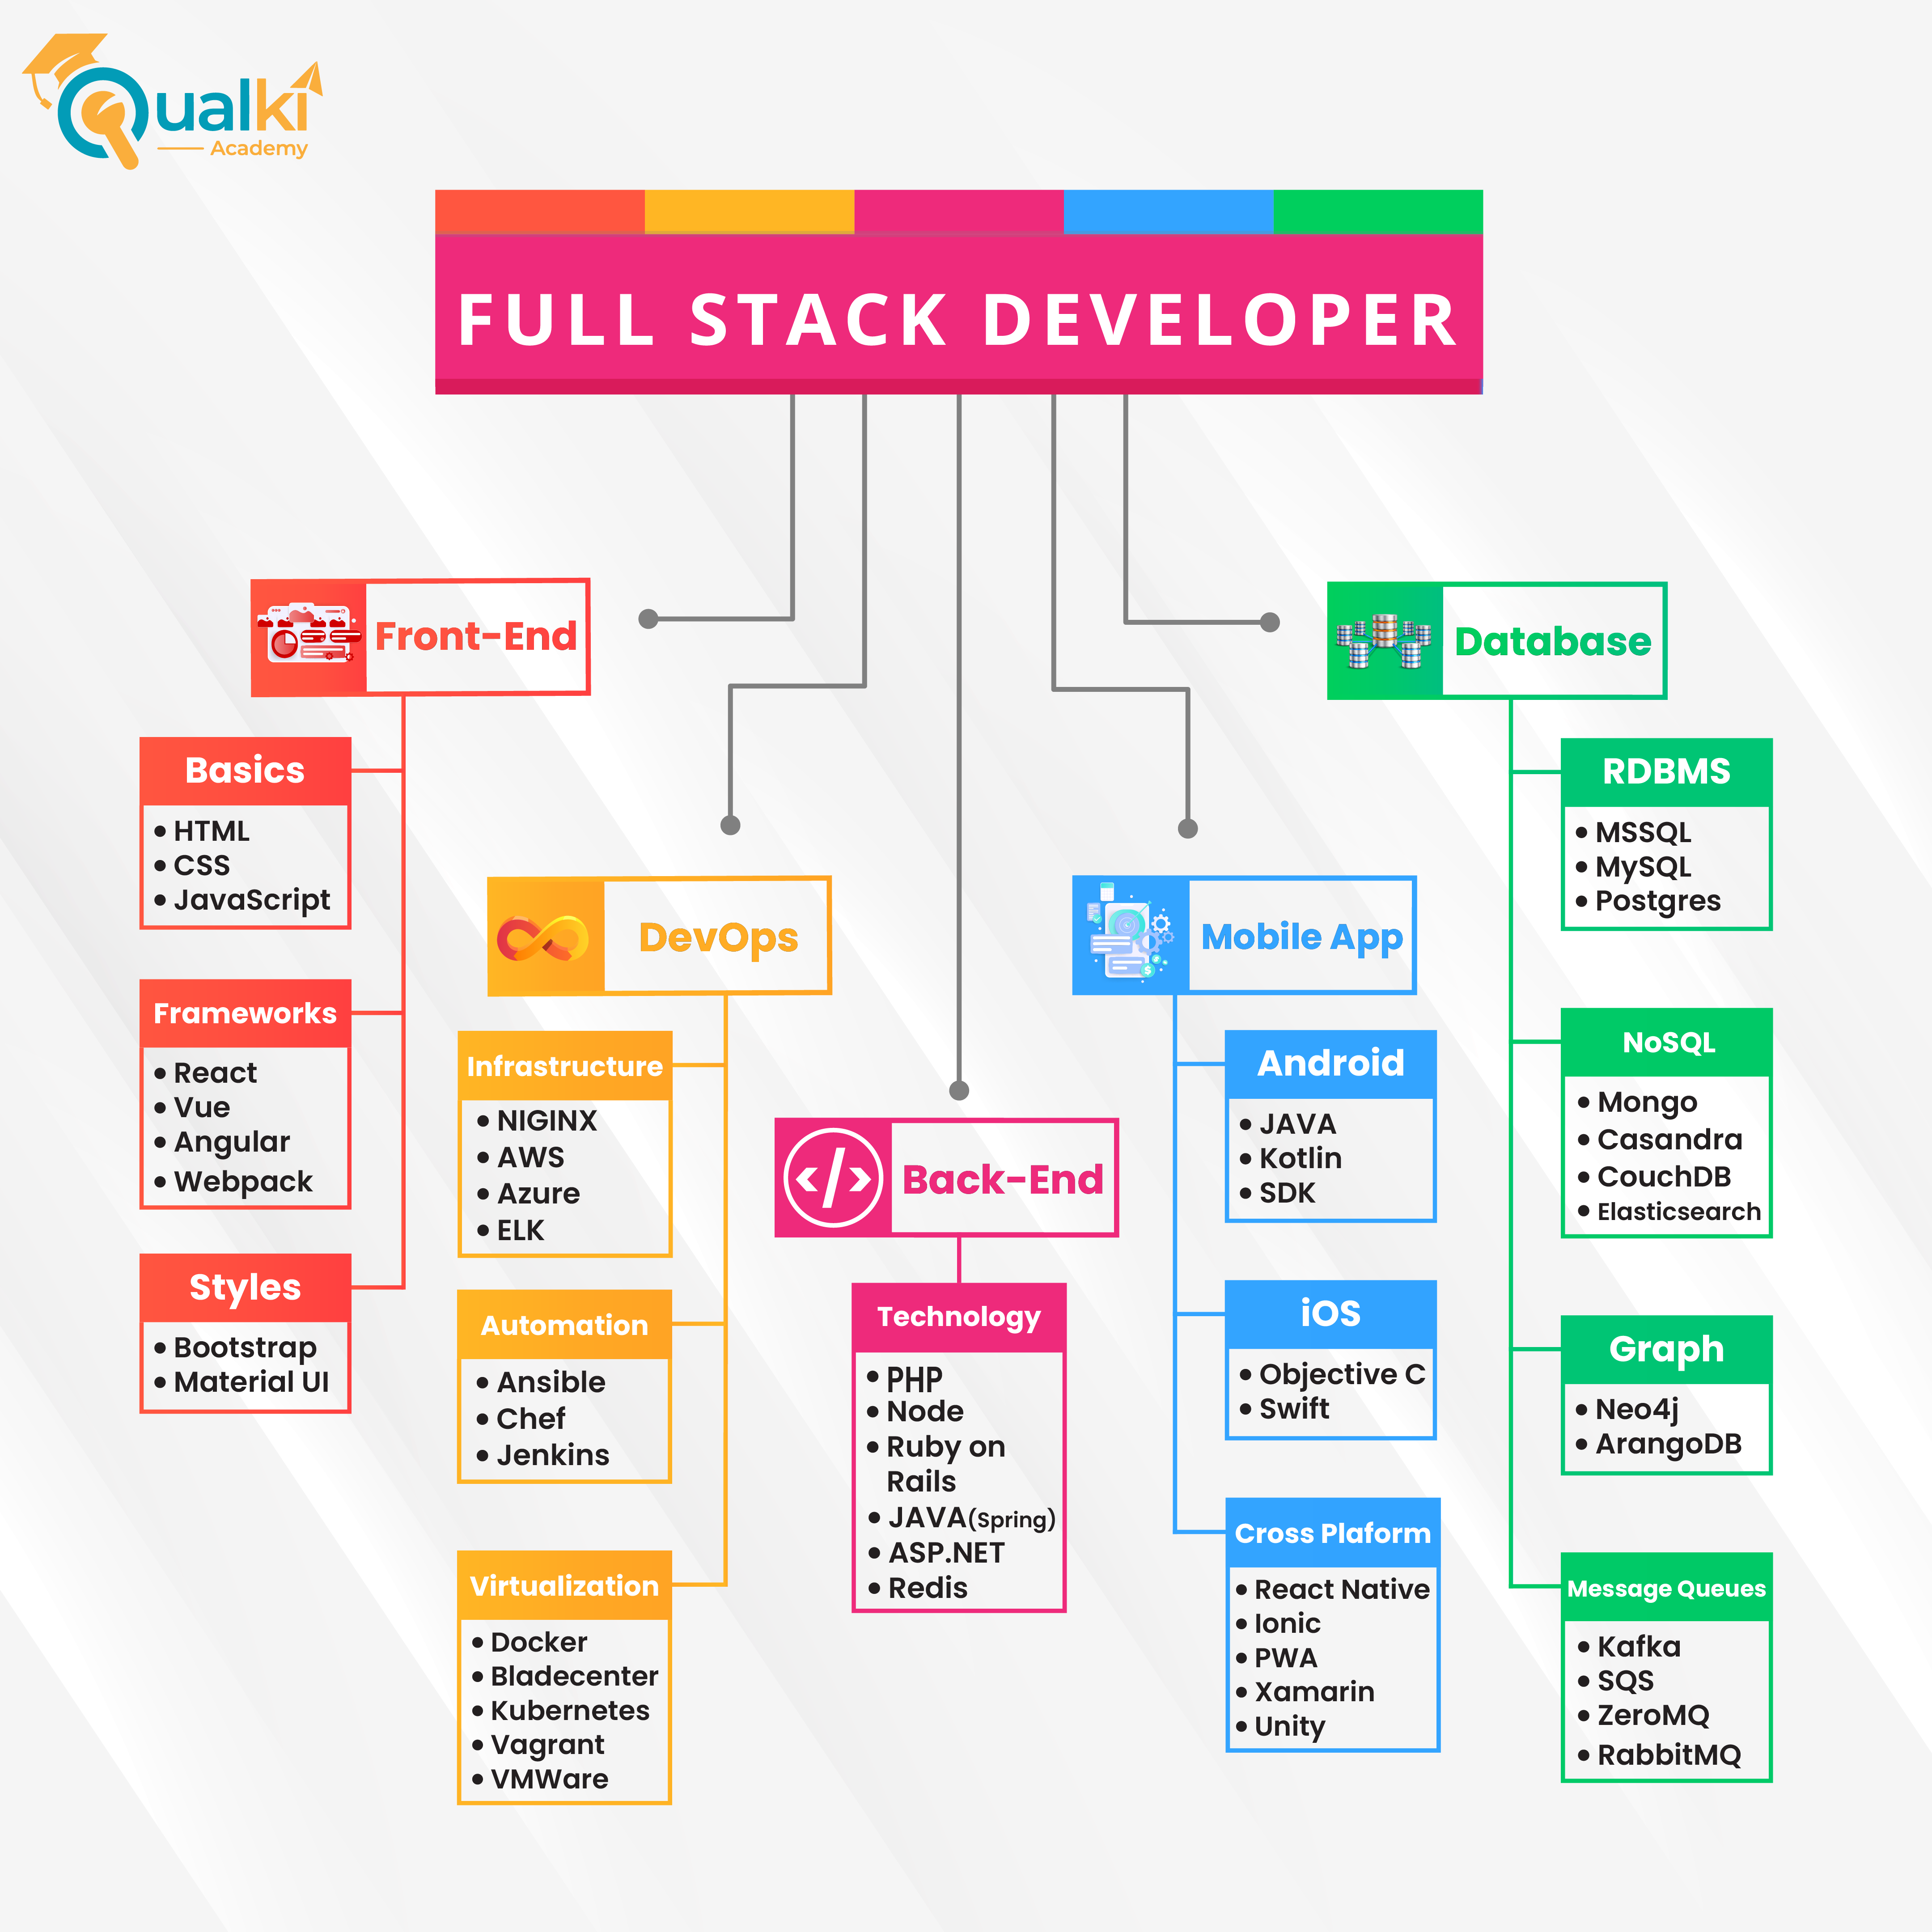 Qualki
Academy
FULL STACK DEVELOPER
Front-End
Basics
• HTML
• CSS
• JavaScript
Frameworks
• React
• Vue
• Angular
• Webpack
Styles
• Bootstrap
• Material UI
DevOps
Infrastructure
• NIGINX
• AWS
• Azure
• ELK
Automation
• Ansible
• Chef
• Jenkins
Virtualization
• Docker
• Bladecenter
• Kubernetes
• Vagrant
• VMWare
</> Back-End
Technology
• PHP
• Node
• Ruby on
Rails
• JAVA(Spring)
• ASP.NET
• Redis
Mobile App
Android
• JAVA
• Kotlin
• SDK
iOS
• Objective C
• Swift
Cross Plaform
• React Native
• Ionic
• PWA
• Xamarin
• Unity
Database
RDBMS
• MSSQL
• MySQL
• Postgres
NoSQL
• Mongo
• Casandra
• CouchDB
• Elasticsearch
Graph
• Neo4j
• ArangoDB
Message Queues
• Kafka
• SQS
• ZeroMQ
• RabbitMQ